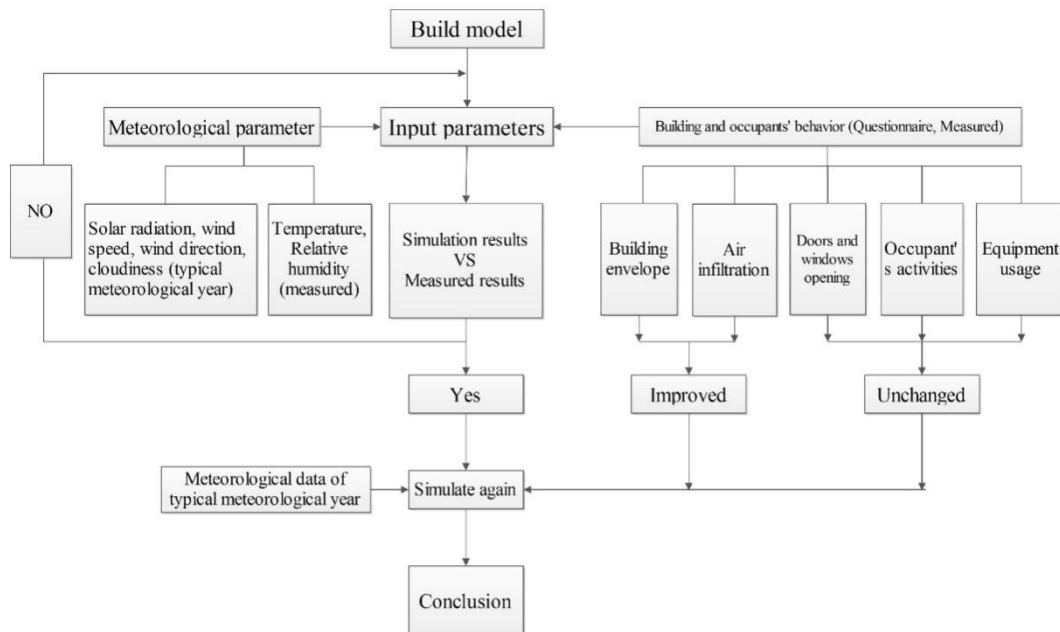 Build model
Meteorological parameter
Input parameters
Building and occupants' behavior (Questionnaire, Measured)
NO
Solar radiation, wind
speed, wind direction,
cloudiness (typical
meteorological year)
Temperature,
Relative
humidity
(measured)
Simulation results
VS
Measured results
Building
envelope
Air
infiltration
Doors and
windows
opening
Occupant'
s activities
Equipment
usage
Yes
Improved
Unchanged
Meteorological data of
typical meteorological year
Simulate again
Conclusion